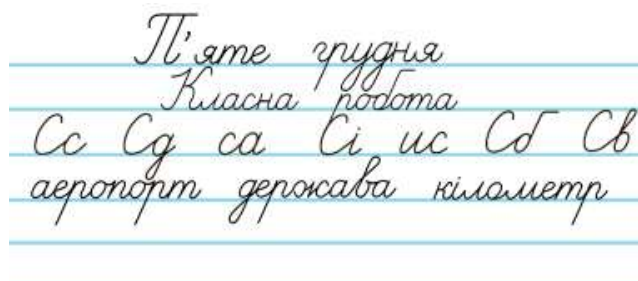 П'яте грудня
Класна робота
Сс Сд са Сі ис Сб Св
аеропорт держава кілометр